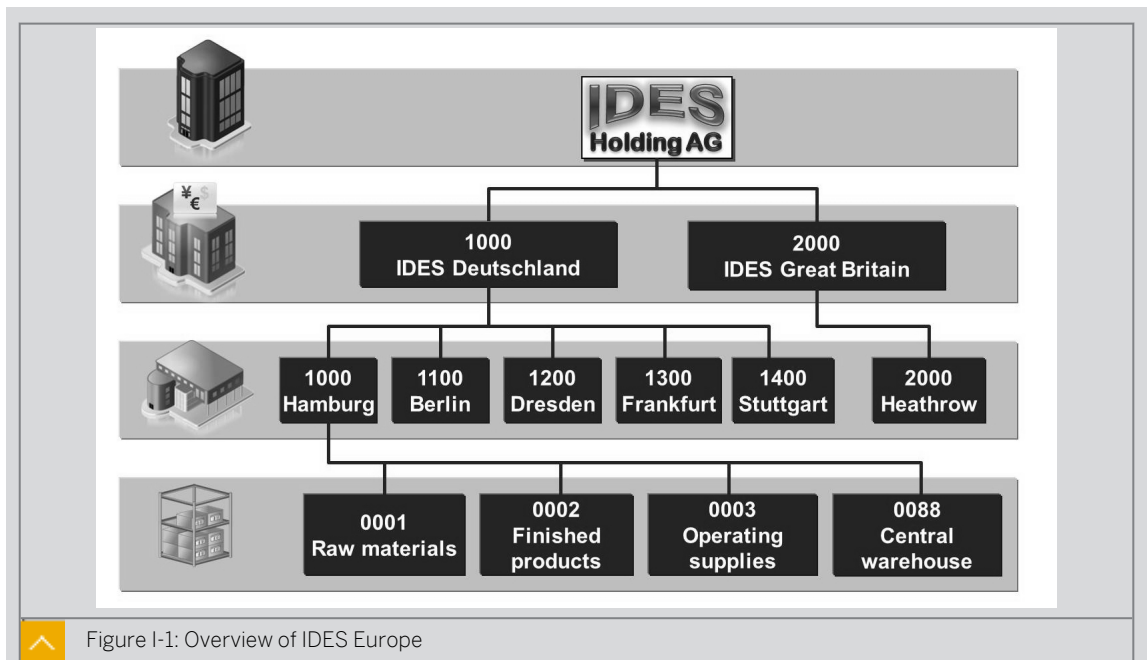 IDES
Holding AG
¥ $
€
1000
IDES Deutschland
2000
IDES Great Britain
1000
Hamburg
1100
Berlin
1200
Dresden
1300
Frankfurt
1400
Stuttgart
2000
Heathrow
0001
Raw materials
0002
Finished
products
0003
Operating
supplies
0088
Central
warehouse
Figure I-1: Overview of IDES Europe